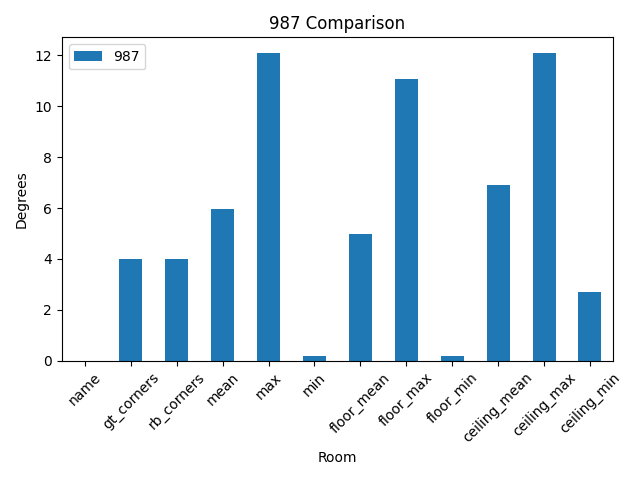 987 Comparison
987
Degrees
12
10
8
6
4
2
0
name
gt_corners
rb_corners
mean
max
min
floor_mean
floor_max
floor_min
ceiling_mean
ceiling_max
ceiling_min
Room